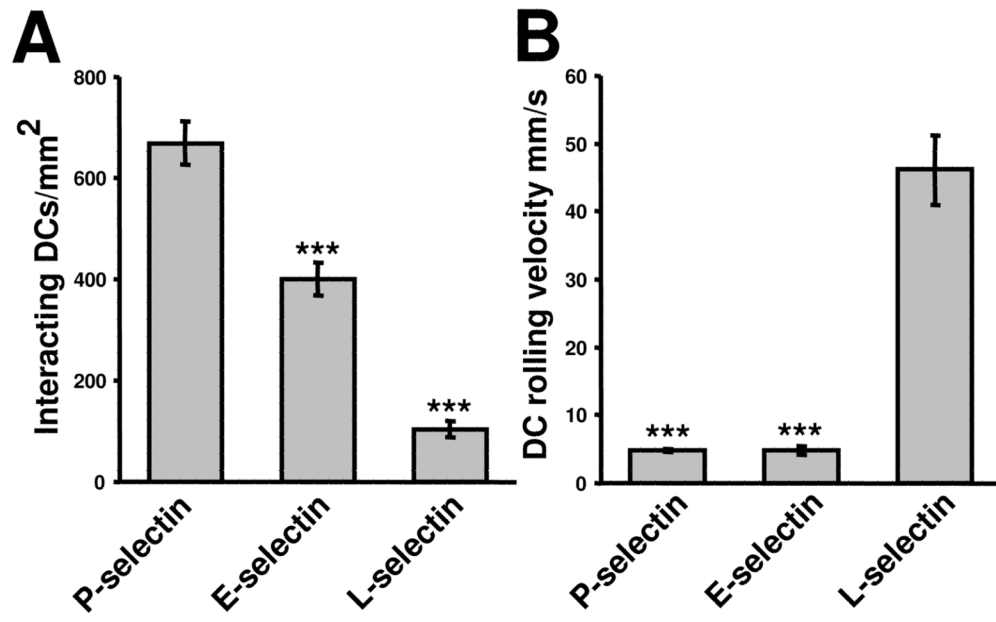 A
B
Interacting DCs/mm2
800
600
400
200
0
***
***
P-selectin
E-selectin
L-selectin
DC rolling velocity mm/s
60
50
40
30
20
10
0
***
***
P-selectin
E-selectin
L-selectin